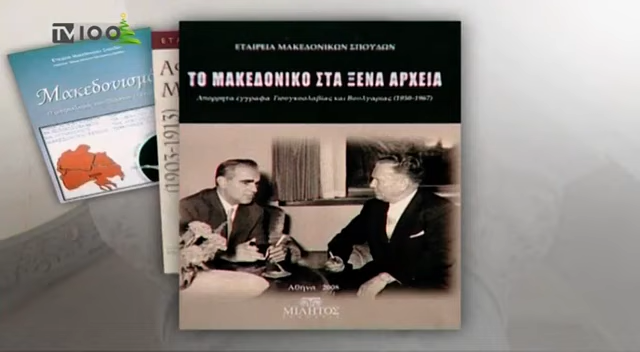 TV100
Μακεδονισμό
(1903-1913)
ΕΤΑΙΡΕΙΑ ΜΑΚΕΔΟΝΙΚΩΝ ΣΠΟΥΔΩΝ
ΤΟ ΜΑΚΕΔΟΝΙΚΟ ΣΤΑ ΞΕΝΑ ΑΡΧΕΙΑ
Απόρρητα έγγραφα Γιουγκοσλαβίας και Βουλγαρίας (1950-1967)
Αθήνα 2008
ΜΙΛΗΤΟΣ